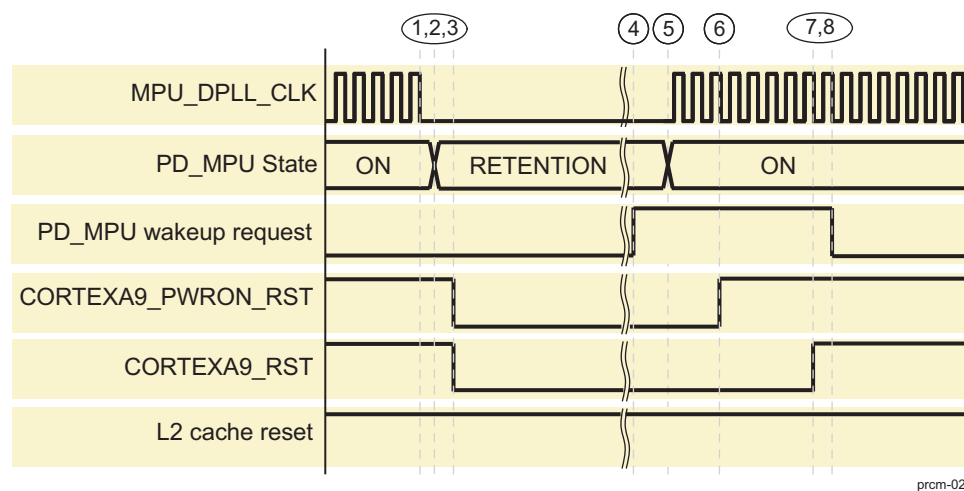 1,2,3 4 5 6 7,8
MPU_DPLL_CLK
PD_MPU State ON RETENTION ON
PD_MPU wakeup request
CORTEXA9_PWRON_RST
CORTEXA9_RST
L2 cache reset
prcm-02